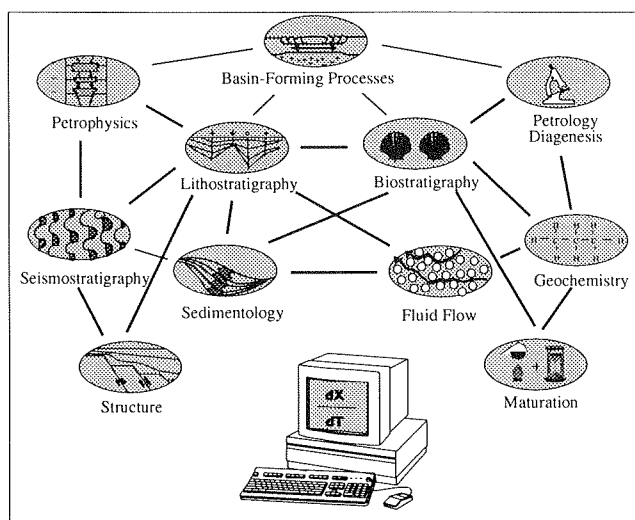 Basin-Forming Processes
Petrophysics
Petrology
Diagenesis
Lithostratigraphy
Biostratigraphy
Seismostratigraphy
Sedimentology
Fluid Flow
H H H
H C C C H
H H H
Geochemistry
Structure
+
Maturation
dX
dT